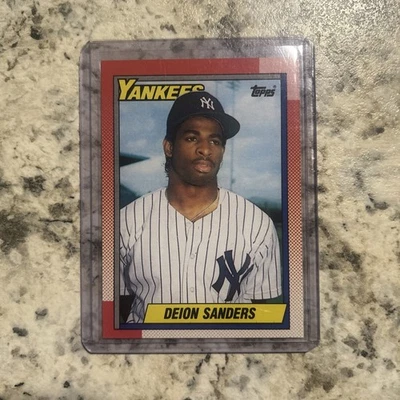 YANKEES
Topps
NY
NY
DEION SANDERS